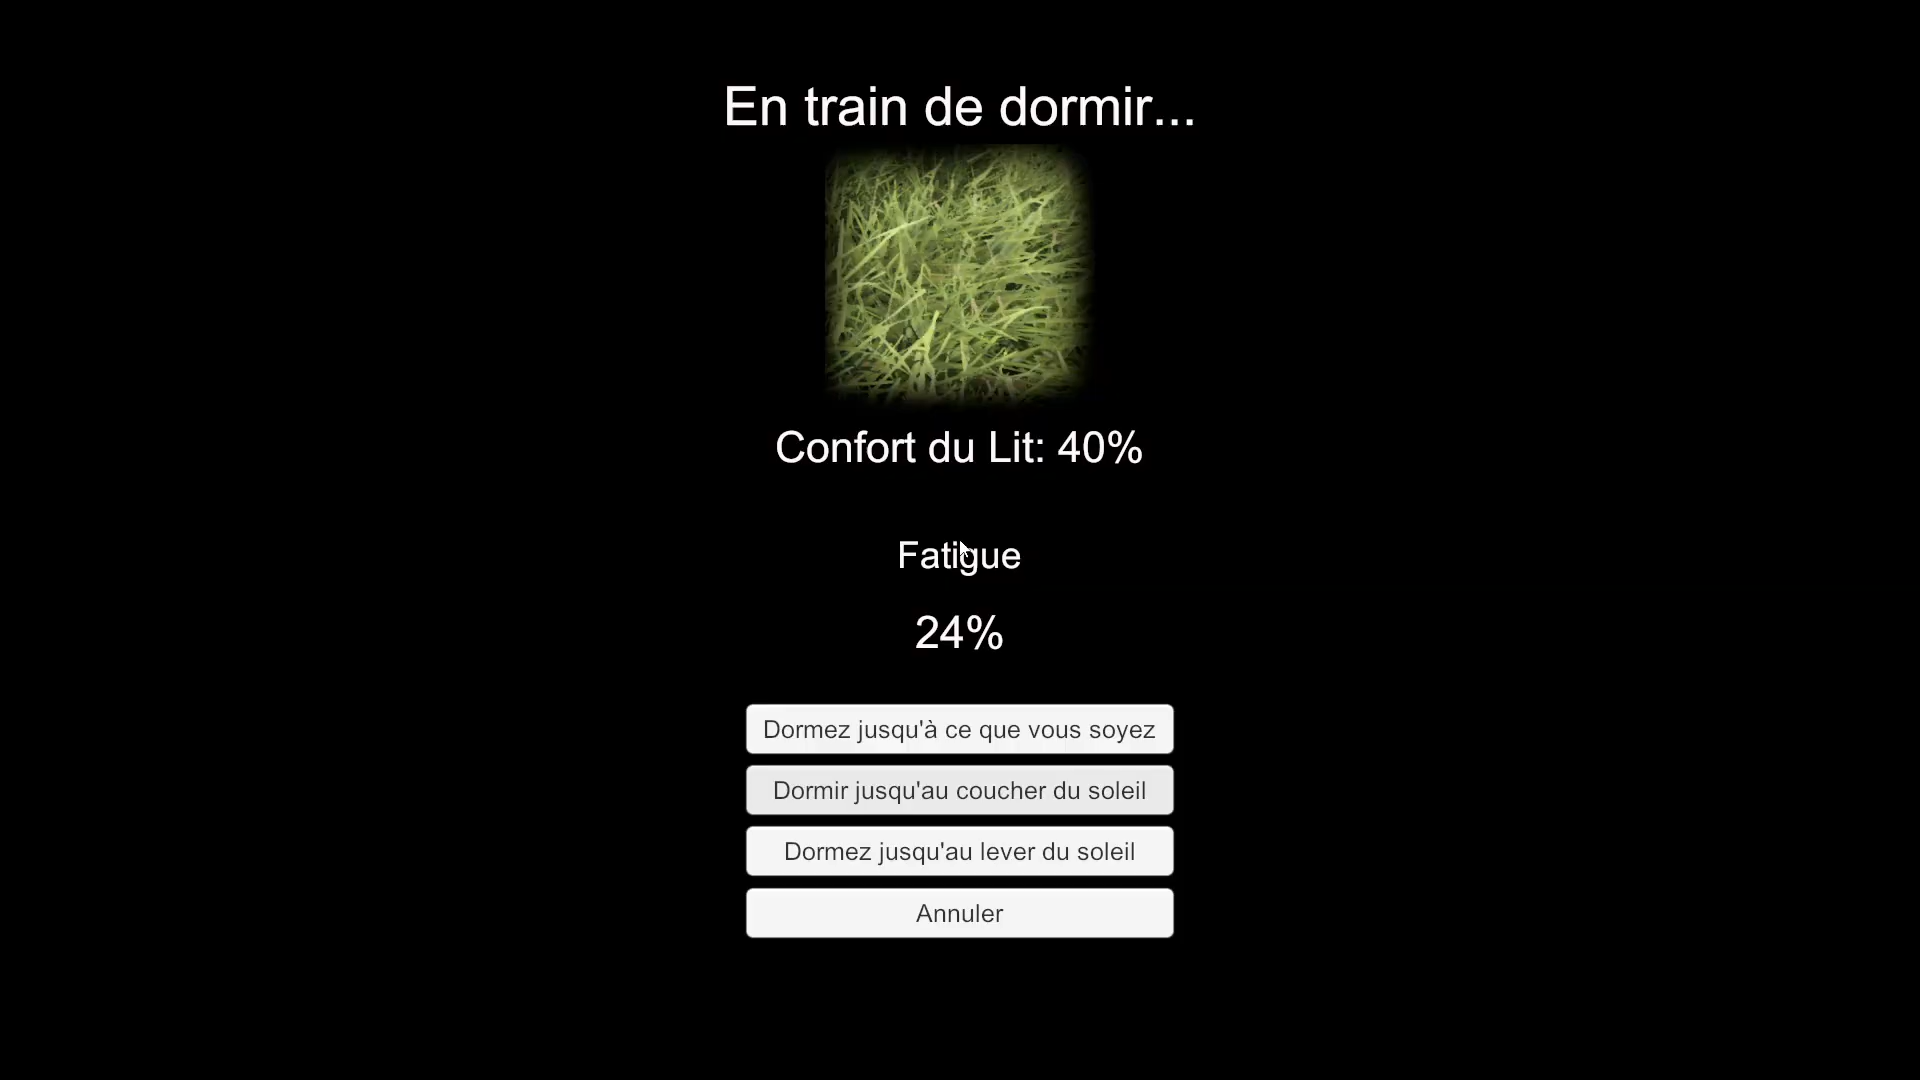 En train de dormir...
Confort du Lit: 40%
Fatigue
24%
Dormez jusqu'à ce que vous soyez
Dormir jusqu'au coucher du soleil
Dormez jusqu'au lever du soleil
Annuler